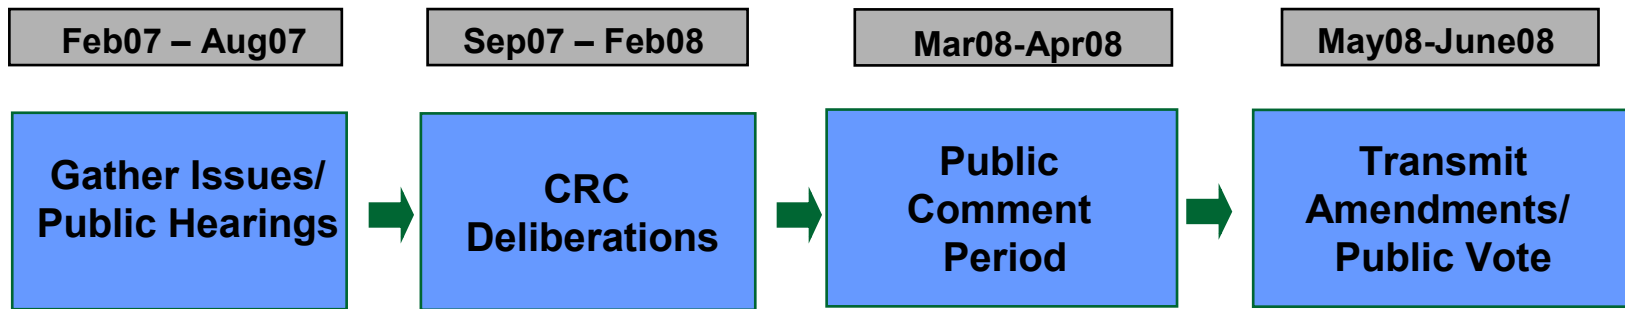 Feb07 – Aug07
Sep07 – Feb08
Mar08-Apr08
May08-June08
Gather Issues/
Public Hearings
CRC
Deliberations
Public
Comment
Period
Transmit
Amendments/
Public Vote